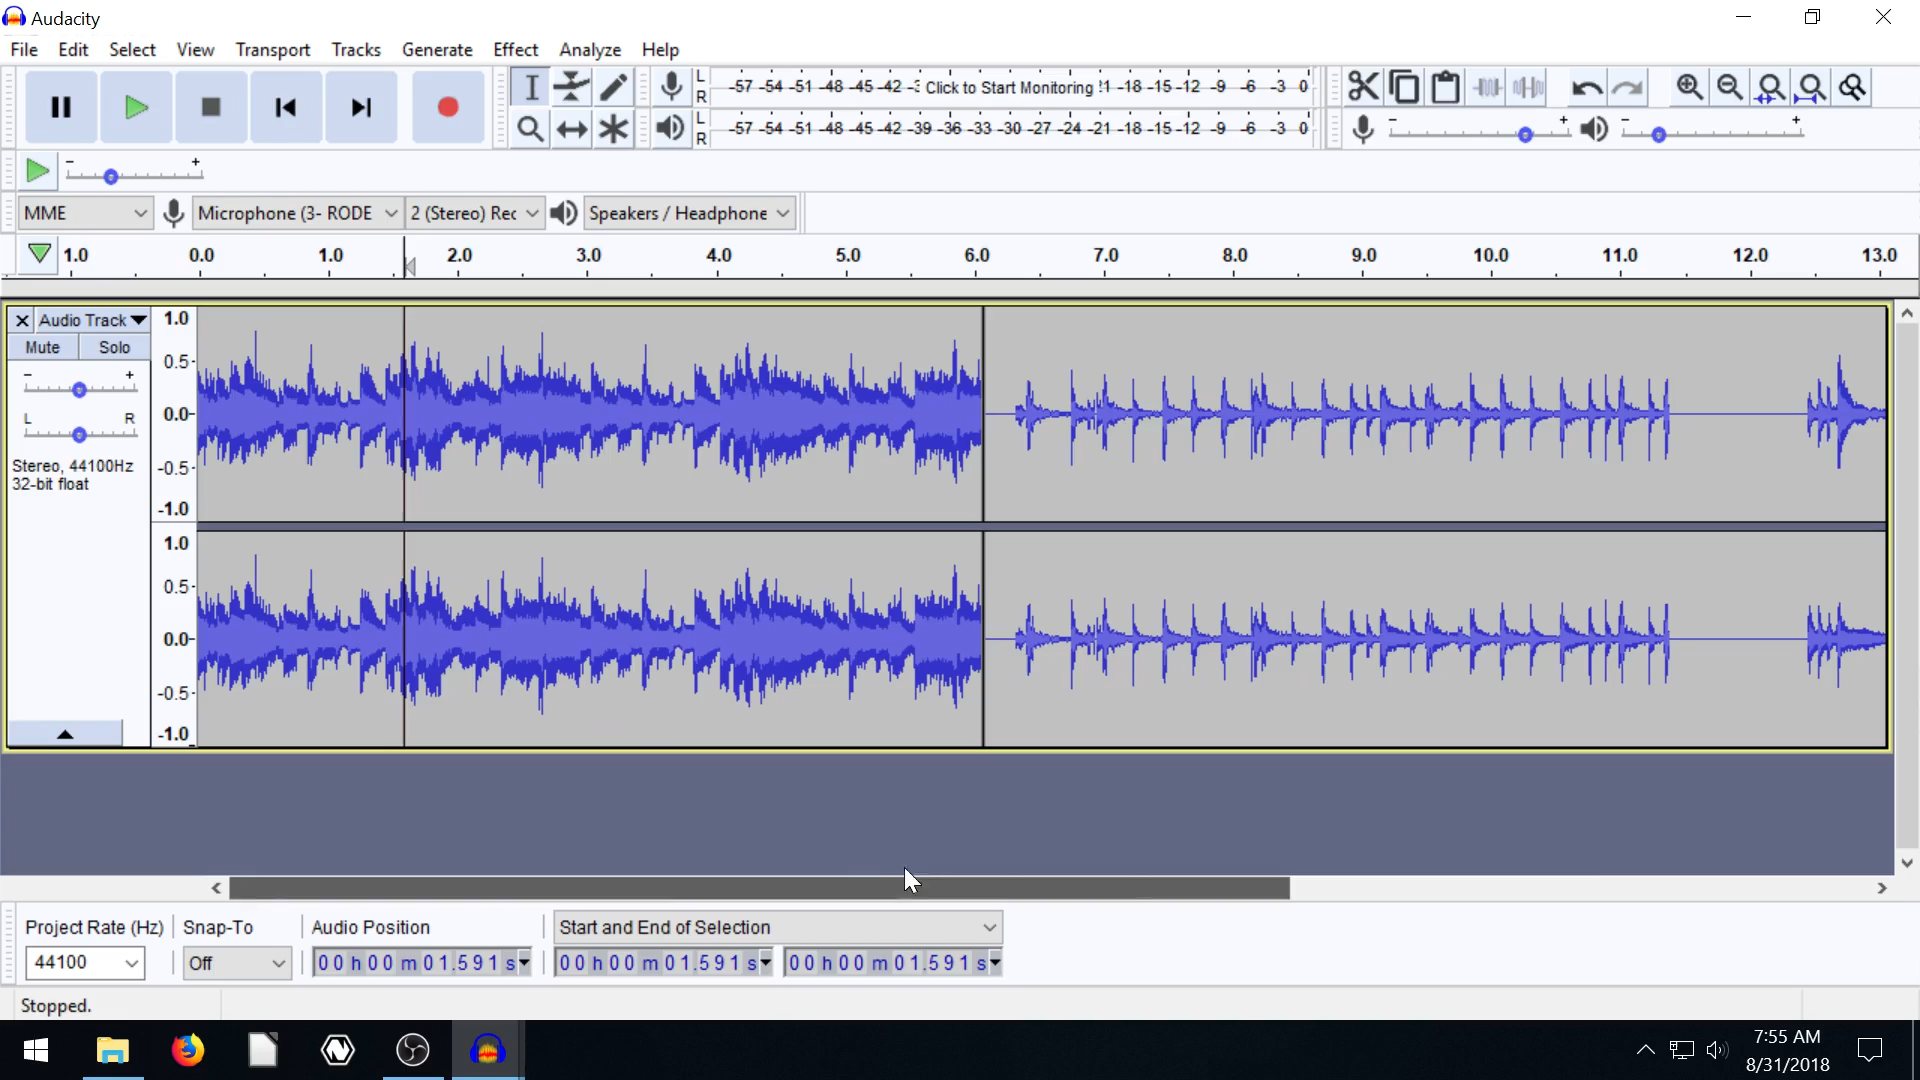 Audacity
File Edit Select View Transport Tracks Generate Effect Analyze Help
L
R
-57 -54 -51 -48 -45 -42 -3 Click to Start Monitoring !1 -18 -15 -12 -9 -6 -3 0
- +
- +
L
R
-57 -54 -51 -48 -45 -42 -39 -36 -33 -30 -27 -24 -21 -18 -15 -12 -9 -6 -3 0
- +
MME Microphone (3- RODE 2 (Stereo) Rec Speakers / Headphone
1.0 0.0 1.0 2.0 3.0 4.0 5.0 6.0 7.0 8.0 9.0 10.0 11.0 12.0 13.0
Audio Track 1.0
Mute Solo 0.5
- +
0.0
L R
Stereo, 44100Hz -0.5
32-bit float
-1.0
1.0
0.5
0.0
-0.5
-1.0
Project Rate (Hz) Snap-To Audio Position Start and End of Selection
44100 Off 00 h 00 m 01.591 s 00 h 00 m 01.591 s 00 h 00 m 01.591 s
Stopped.
7:55 AM
8/31/2018